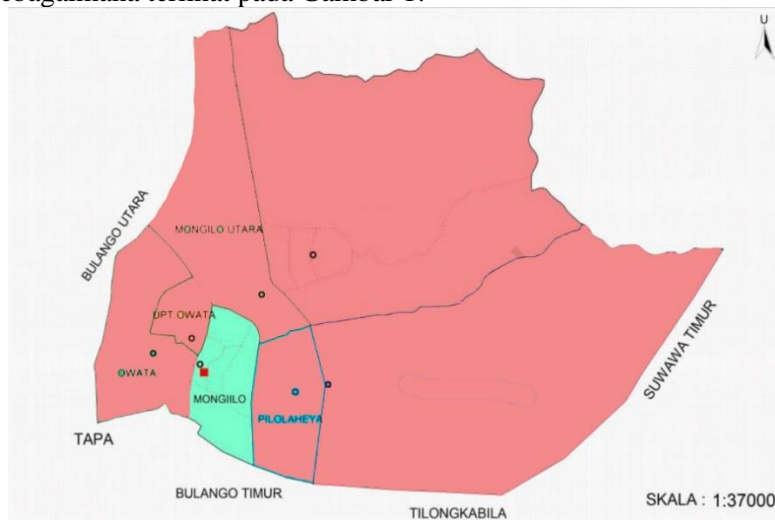 sebagaimana terlihat pada Gambar 1.
U
BULANGO UTARA
MONGILO UTARA
UPT OWATA
OWATA
MONGIILO
PILOLAHEYA
SUWAWA TIMUR
TAPA
BULANGO TIMUR
TILONGKABILA
SKALA : 1:37000